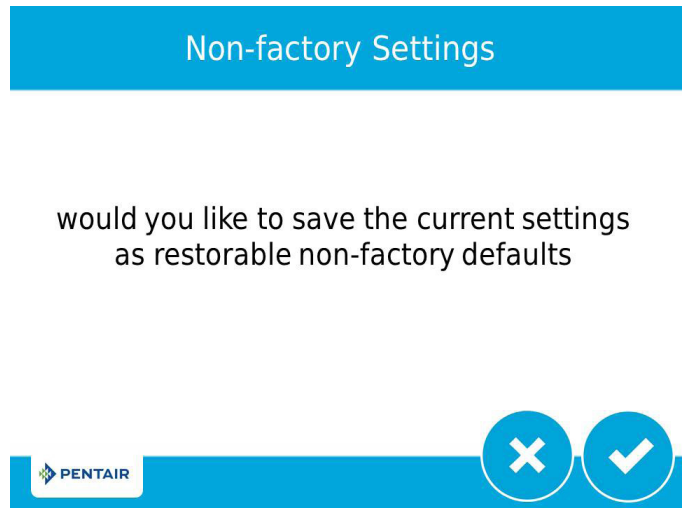 Non-factory Settings
would you like to save the current settings
as restorable non-factory defaults
PENTAIR